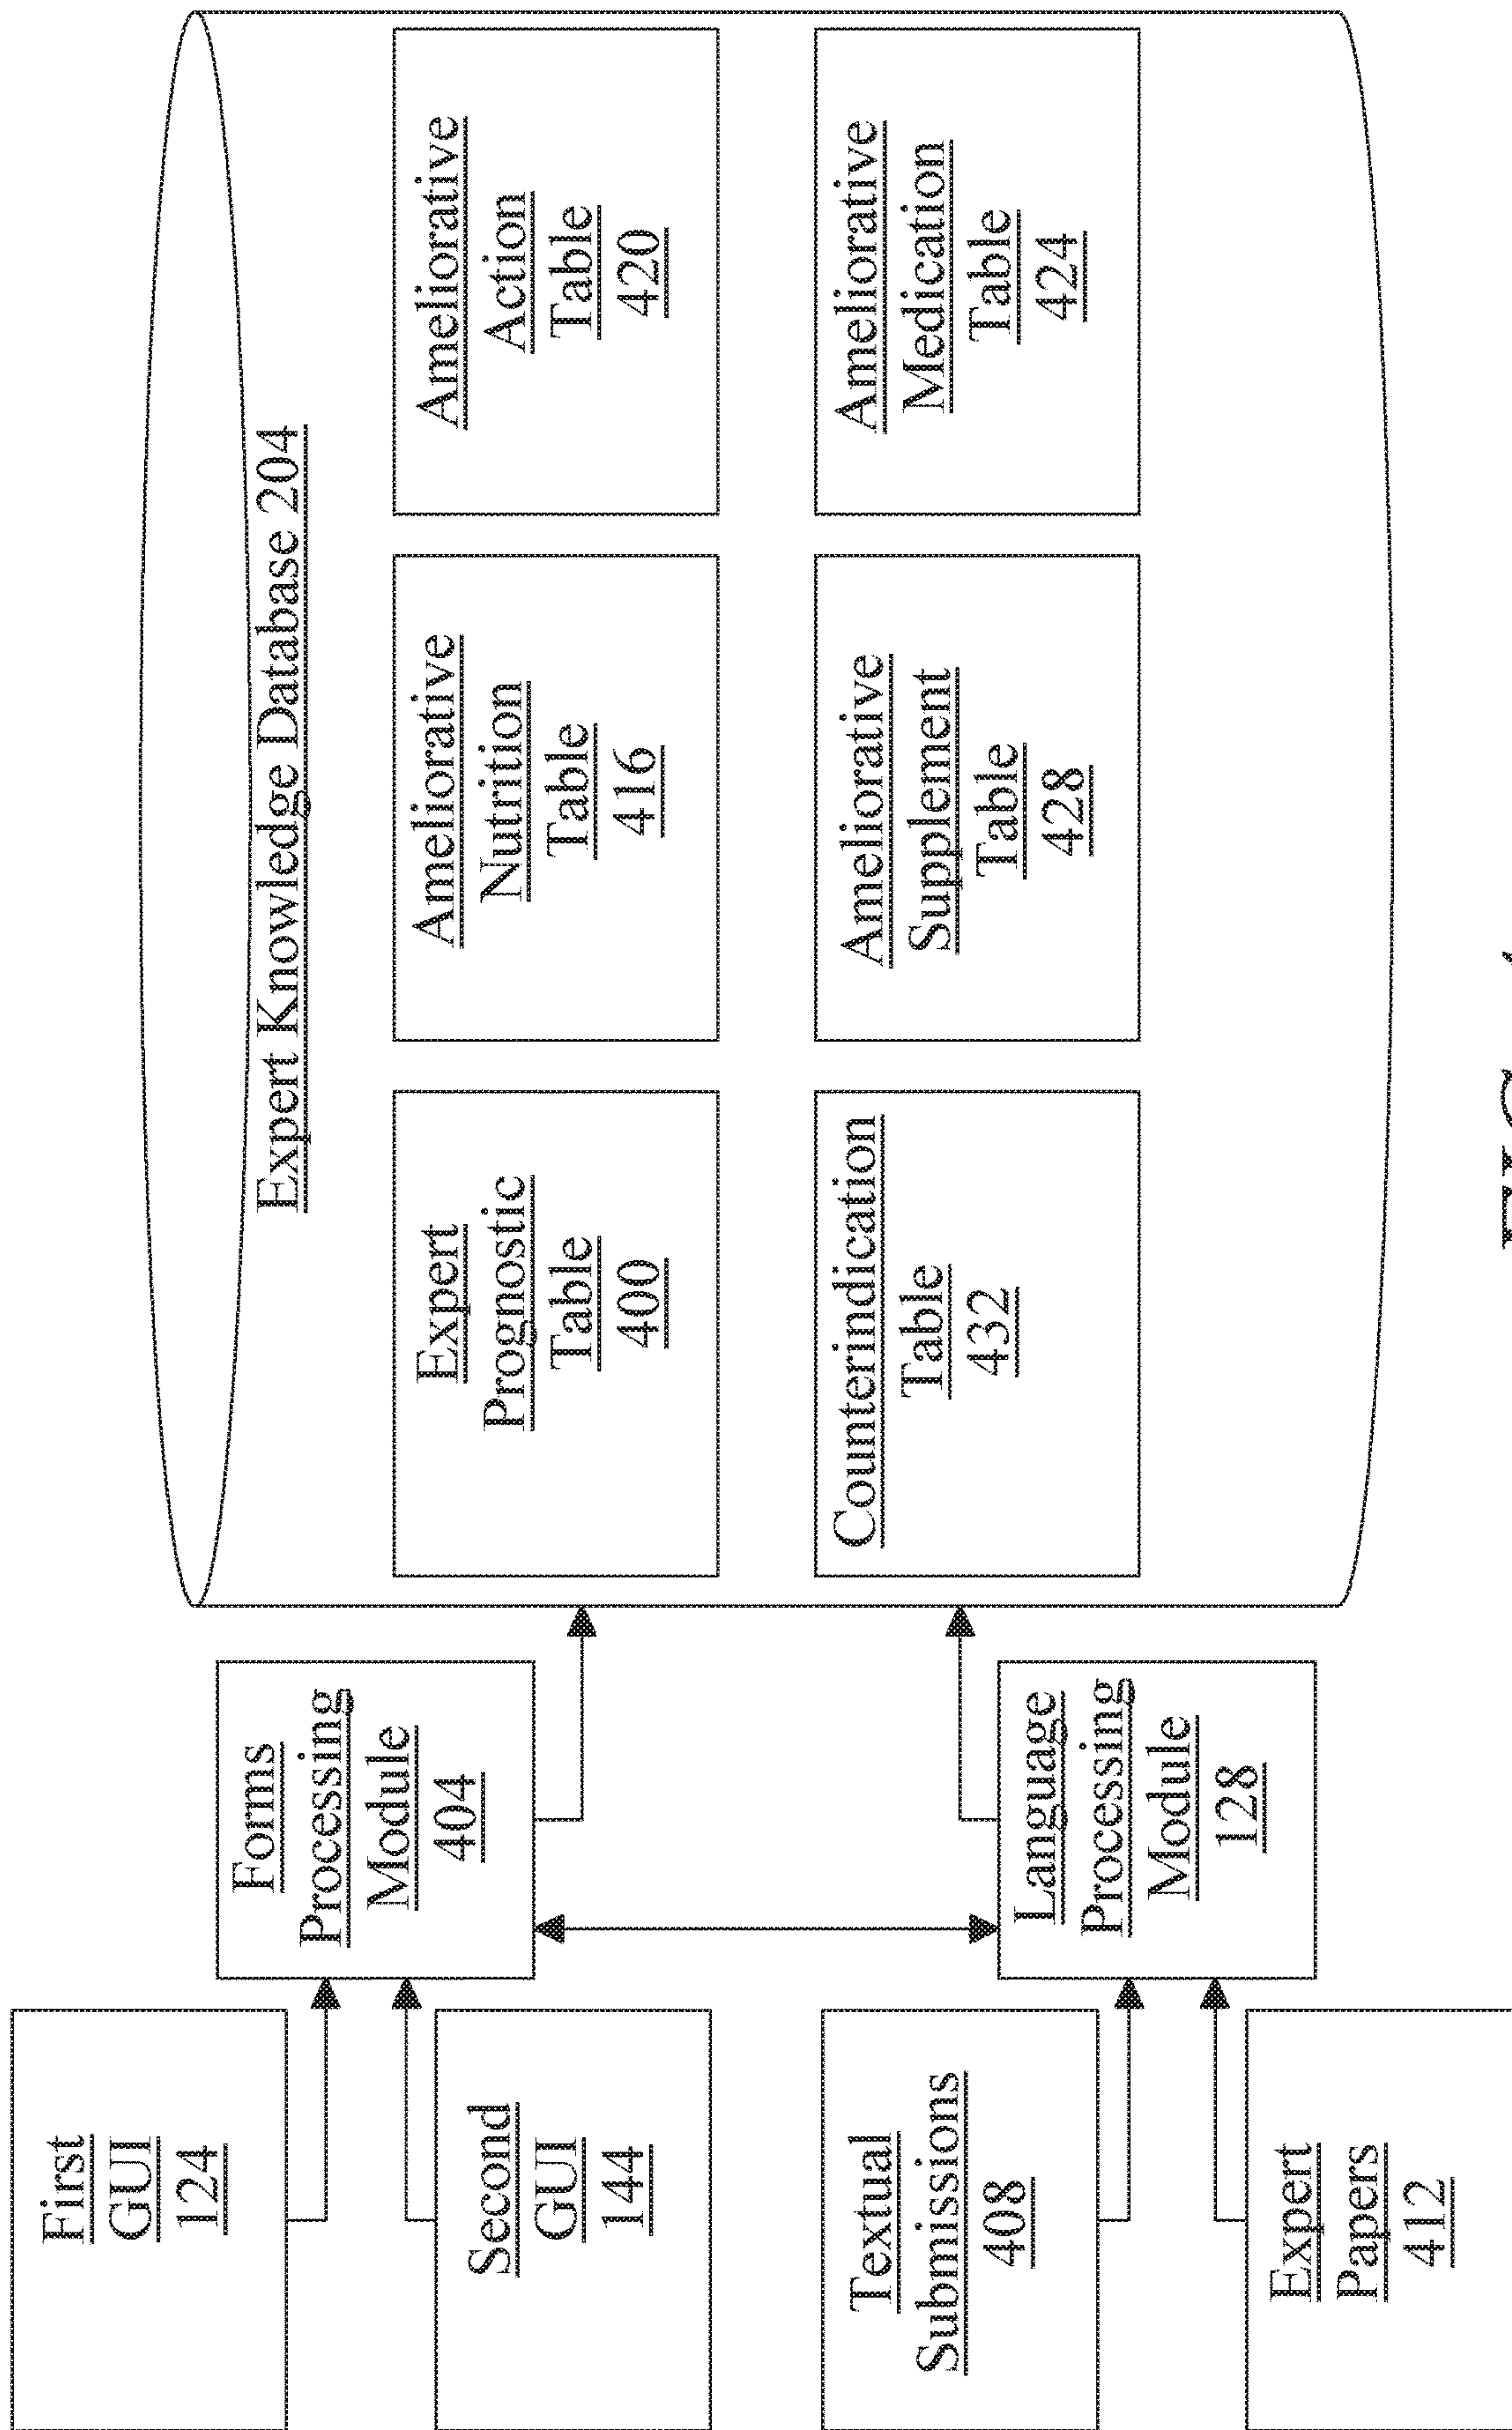 First
GUI
124
Second
GUI
144
Textual
Submissions
408
Expert
Papers
412
Forms
Processing
Module
404
Language
Processing
Module
128
Expert Knowledge Database 204
Expert
Prognostic
Table
400
Ameliorative
Nutrition
Table
416
Ameliorative
Action
Table
420
Counterindication
Table
432
Ameliorative
Supplement
Table
428
Ameliorative
Medication
Table
424